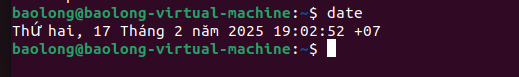 baolong@baolong-virtual-machine:~$ date
Thứ hai, 17 Tháng 2 năm 2025 19:02:52 +07
baolong@baolong-virtual-machine:~$